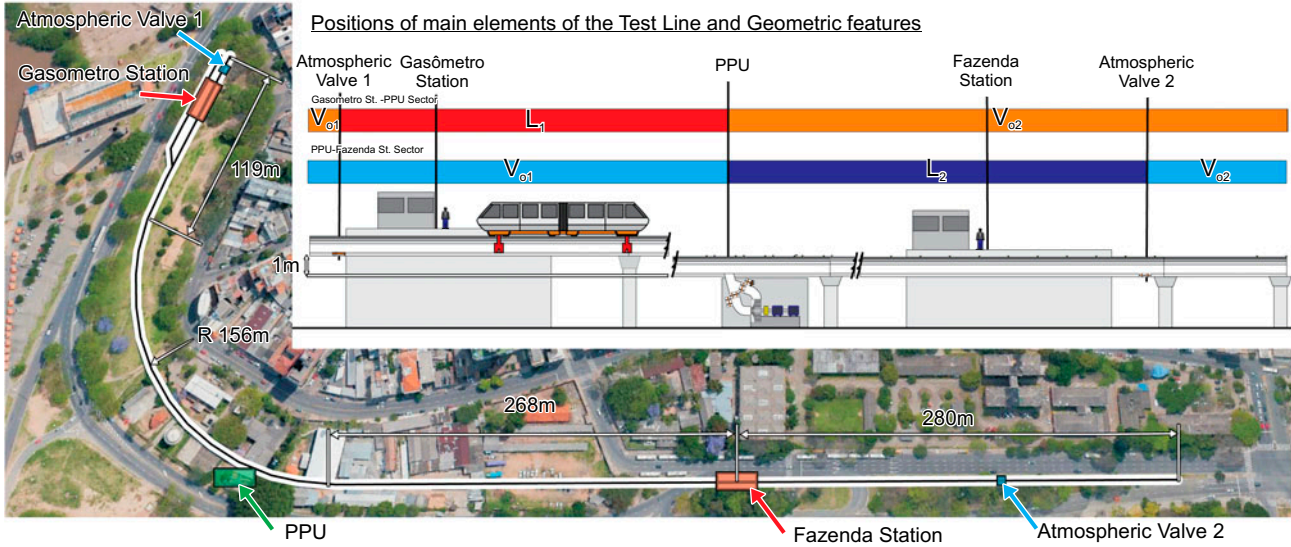 Positions of main elements of the Test Line and Geometric features
Atmospheric Valve 1
Gasometro Station
119m
R 156m
PPU
268m
280m
Fazenda Station
Atmospheric Valve 2
Atmospheric
Valve 1
Gasômetro
Station
PPU
Fazenda
Station
Atmospheric
Valve 2
Gasometro St. -PPU Sector
Vo1
L1
Vo2
PPU-Fazenda St. Sector
Vo1
L2
Vo2
1m